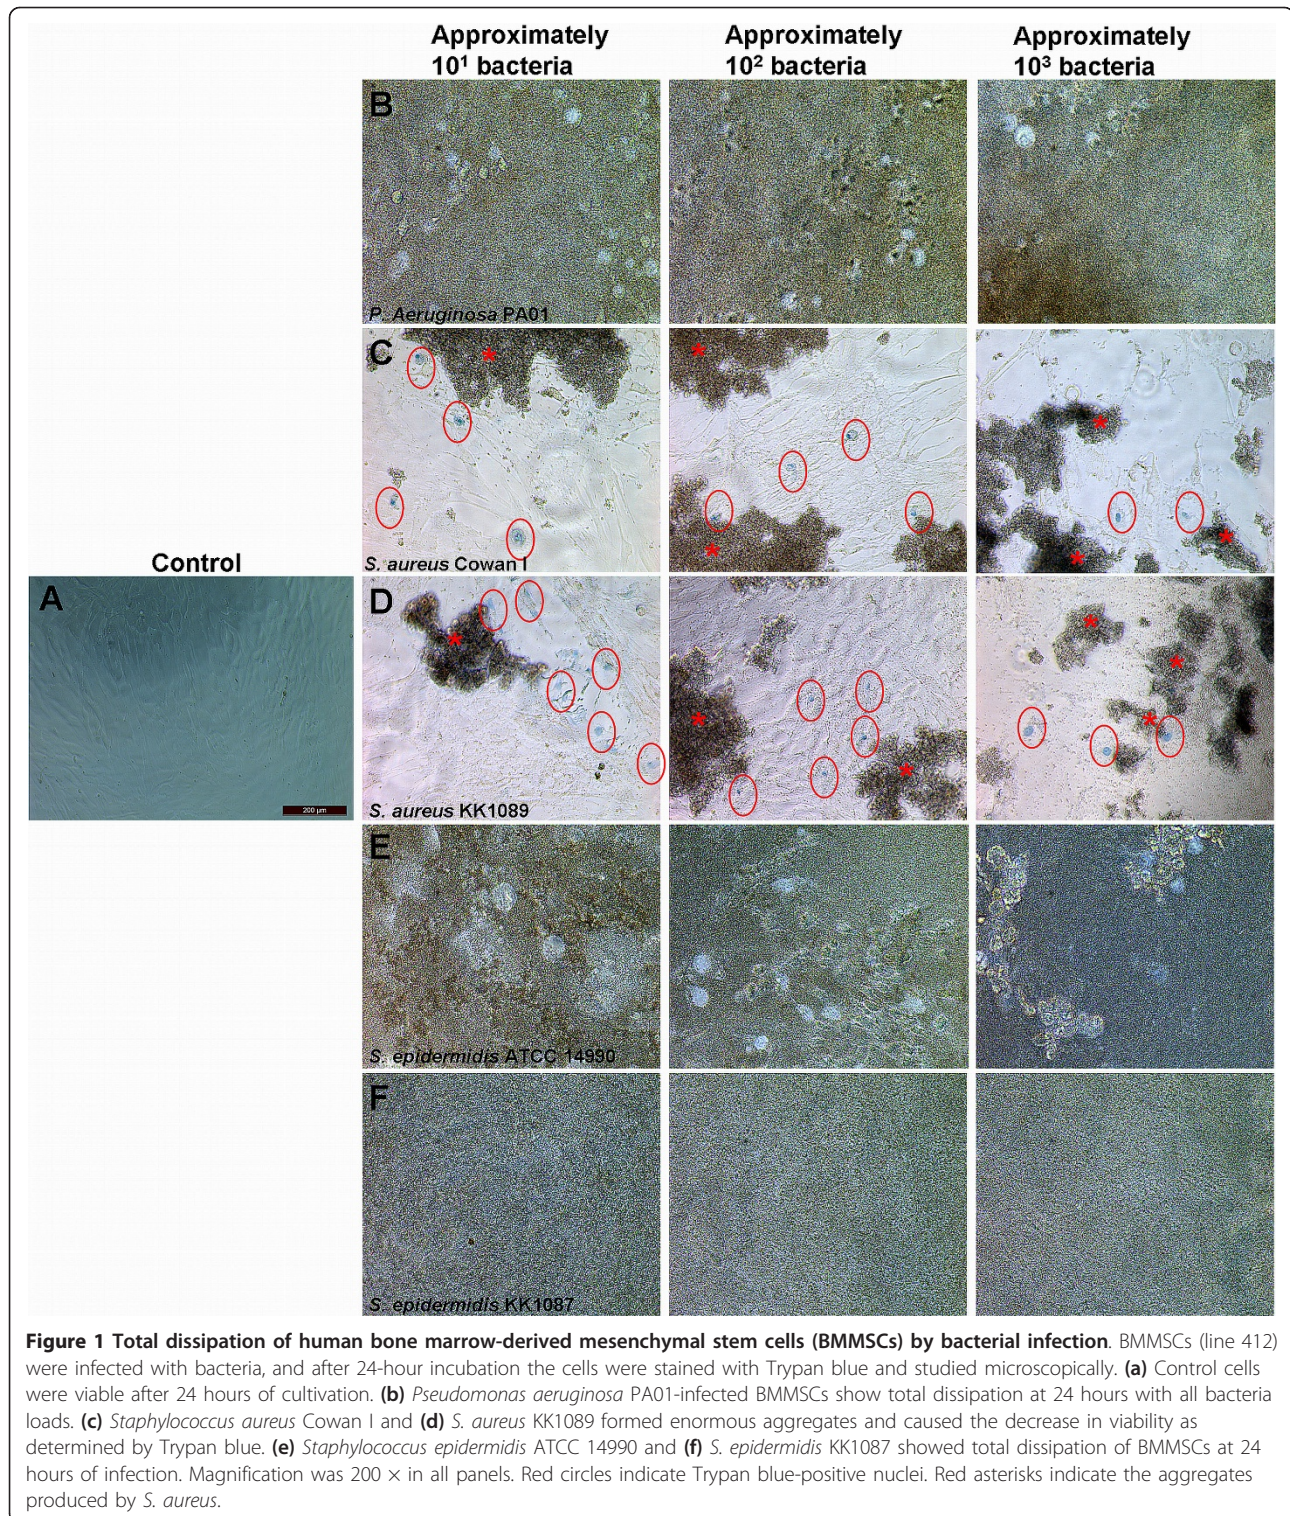 Approximately
10¹ bacteria
Approximately
10² bacteria
Approximately
10³ bacteria
B
P. Aeruginosa PA01
C
*
*
*
*
*
*
S. aureus Cowan I
Control
A
200 µm
D
*
*
*
*
*
*
S. aureus KK1089
E
S. epidermidis ATCC 14990
F
S. epidermidis KK1087
Figure 1 Total dissipation of human bone marrow-derived mesenchymal stem cells (BMMSCs) by bacterial infection. BMMSCs (line 412)
were infected with bacteria, and after 24-hour incubation the cells were stained with Trypan blue and studied microscopically. (a) Control cells
were viable after 24 hours of cultivation. (b) Pseudomonas aeruginosa PA01-infected BMMSCs show total dissipation at 24 hours with all bacteria
loads. (c) Staphylococcus aureus Cowan I and (d) S. aureus KK1089 formed enormous aggregates and caused the decrease in viability as
determined by Trypan blue. (e) Staphylococcus epidermidis ATCC 14990 and (f) S. epidermidis KK1087 showed total dissipation of BMMSCs at 24
hours of infection. Magnification was 200 × in all panels. Red circles indicate Trypan blue-positive nuclei. Red asterisks indicate the aggregates
produced by S. aureus.